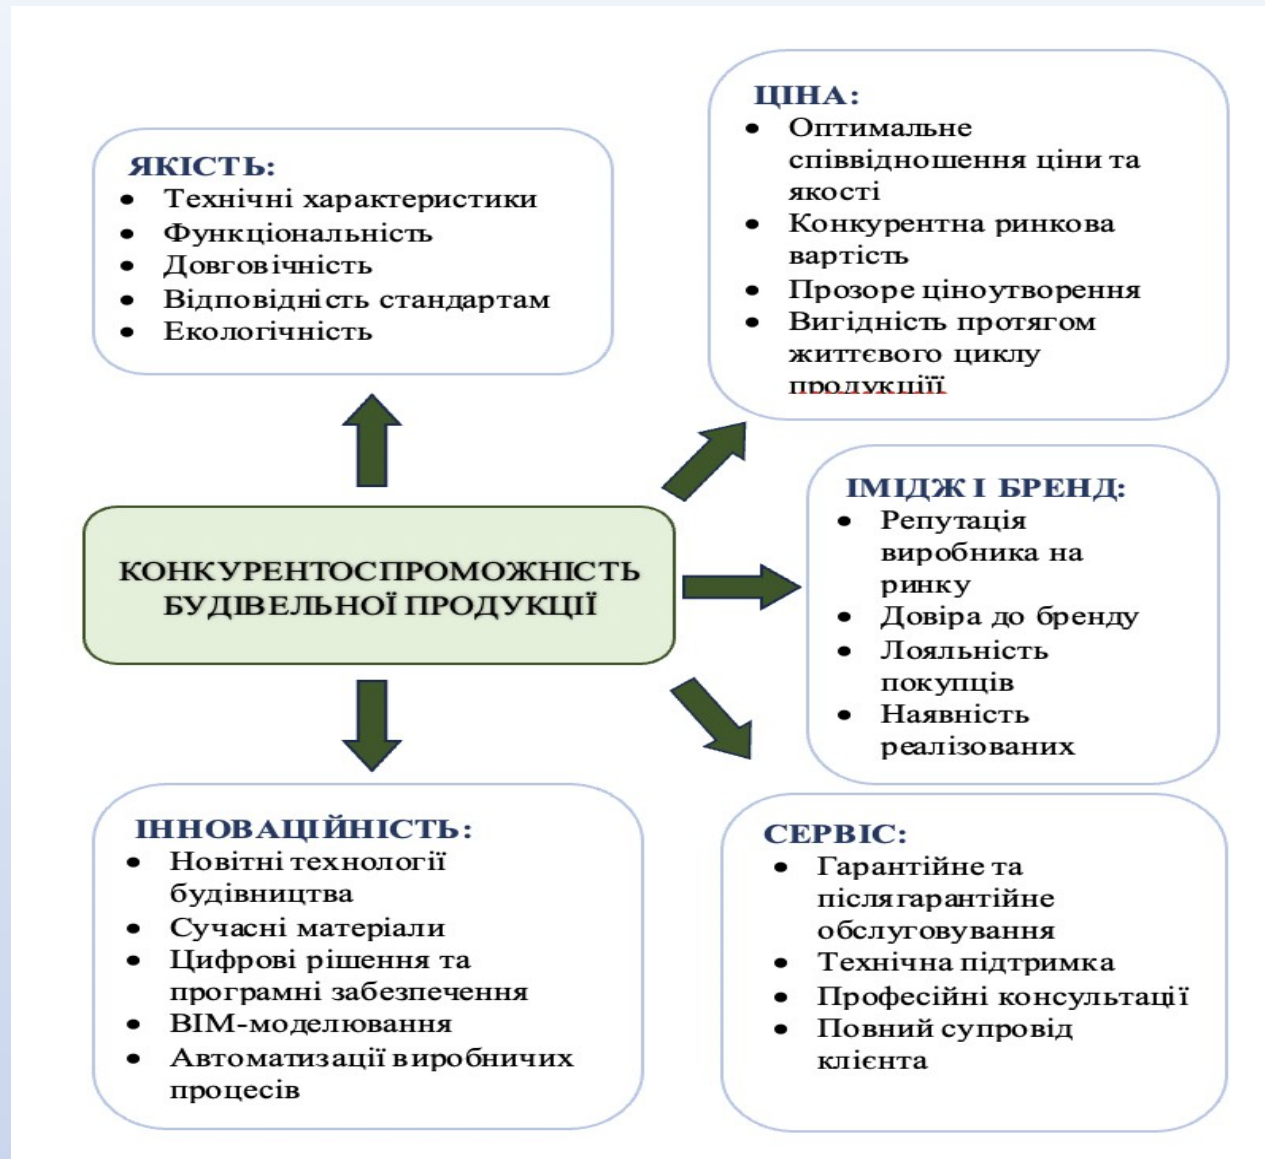 ЯКІСТЬ:
• Технічні характеристики
• Функціональність
• Довговічність
• Відповідність стандартам
• Екологічність
ЦІНА:
• Оптимальне
співвідношення ціни та
якості
• Конкурентна ринкова
вартість
• Прозоре ціноутворення
• Вигідність протягом
життєвого циклу
продукціїї
КОНКУРЕНТОСПРОМОЖНІСТЬ
БУДІВЕЛЬНОЇ ПРОДУКЦІЇ
ІМІДЖ І БРЕНД:
• Репутація
виробника на
ринку
• Довіра до бренду
• Лояльність
покупців
• Наявність
реалізованих
ІННОВАЦІЙНІСТЬ:
• Новітні технології
будівництва
• Сучасні матеріали
• Цифрові рішення та
програмні забезпечення
• BIM-моделювання
• Автоматизації виробничих
процесів
СЕРВІС:
• Гарантійне та
післягарантійне
обслуговування
• Технічна підтримка
• Професійні консультації
• Повний супровід
клієнта